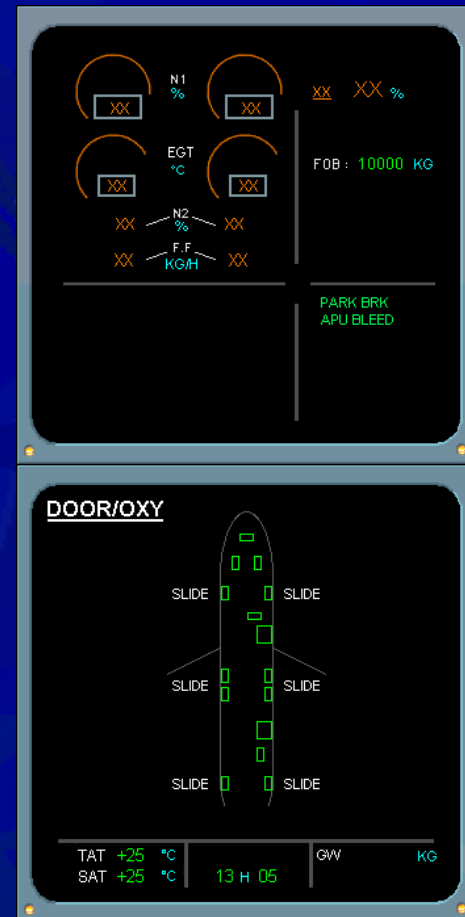 N1
XX % XX XX XX %
EGT
FOB : 10000 KG
XX °C XX
XX N2 % XX
XX F.F KG/H XX
PARK BRK
APU BLEED
DOOR/OXY
SLIDE SLIDE
SLIDE SLIDE
SLIDE SLIDE
TAT +25 °C GW KG
SAT +25 °C 13 H 05